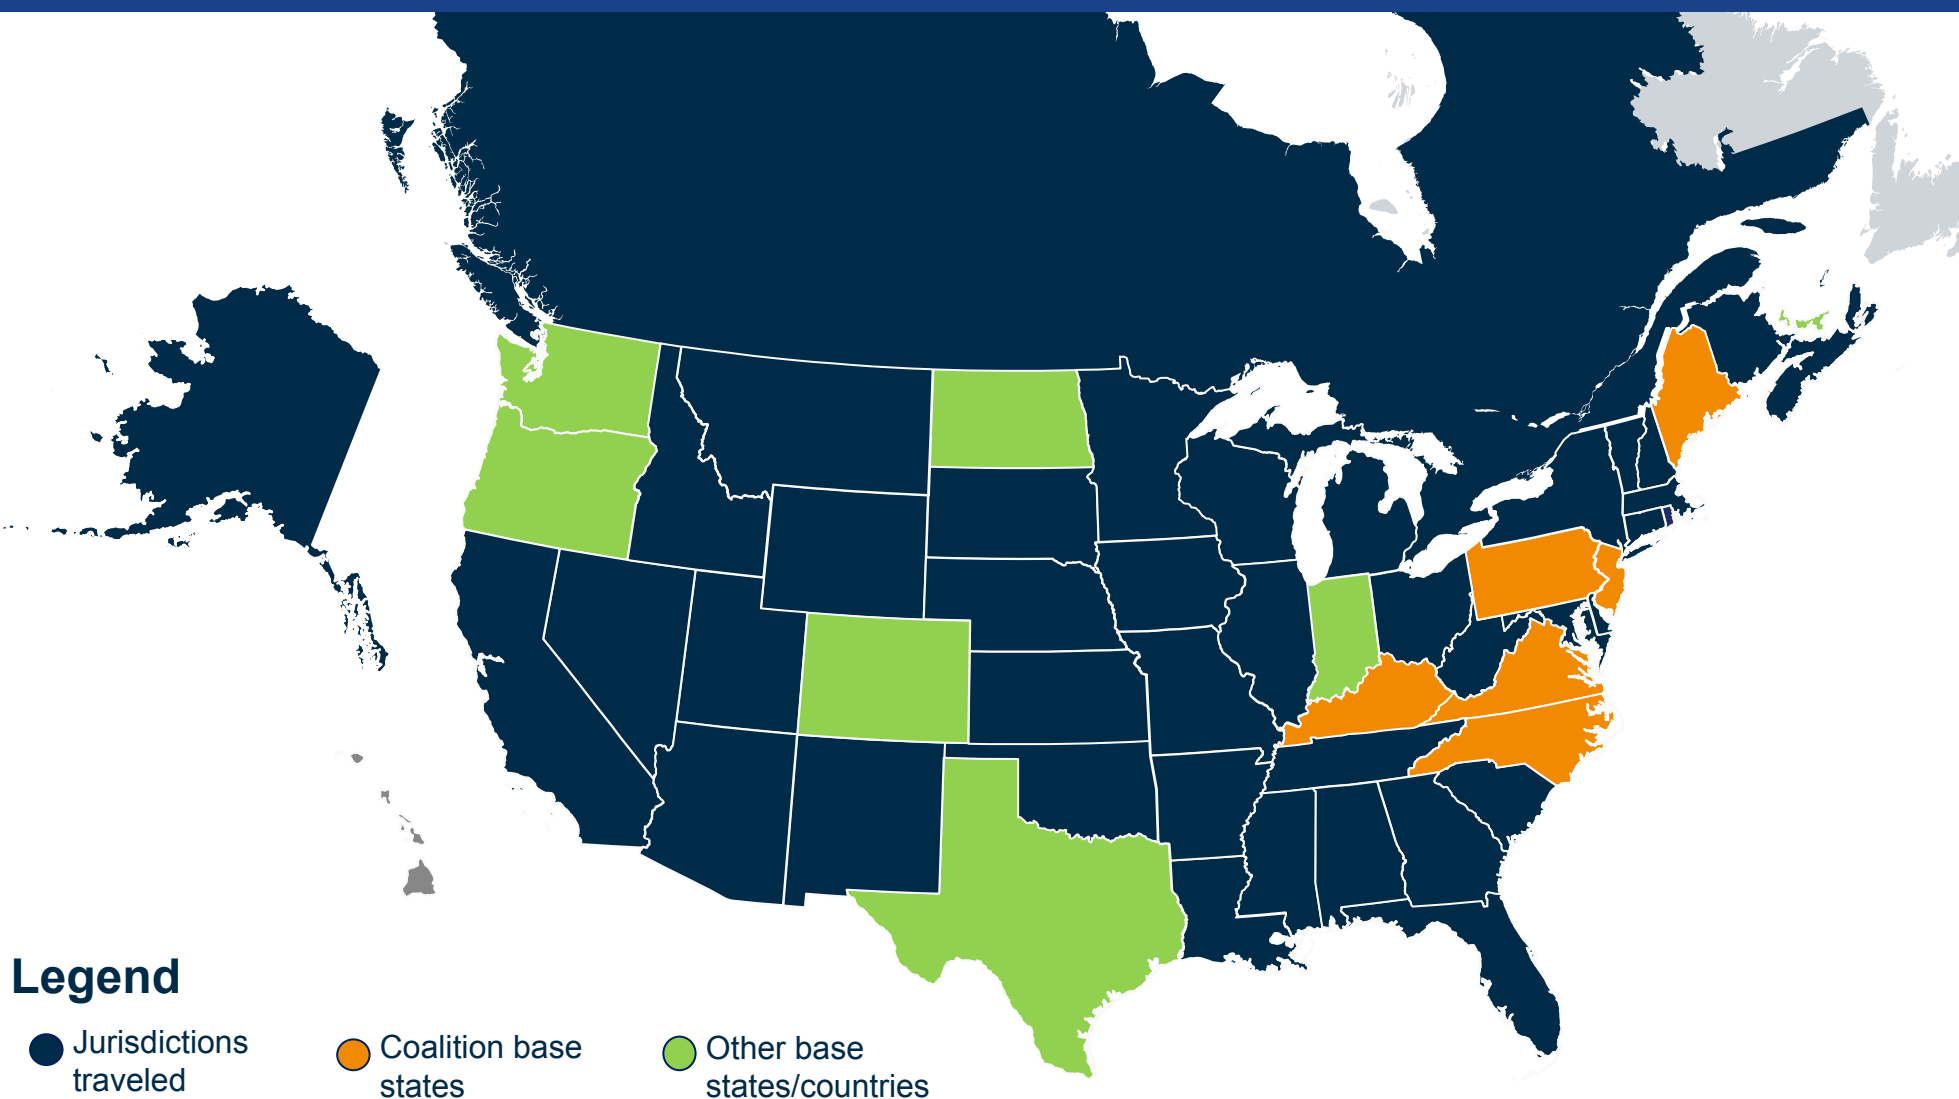 Legend
Jurisdictions
traveled
Coalition base
states
Other base
states/countries